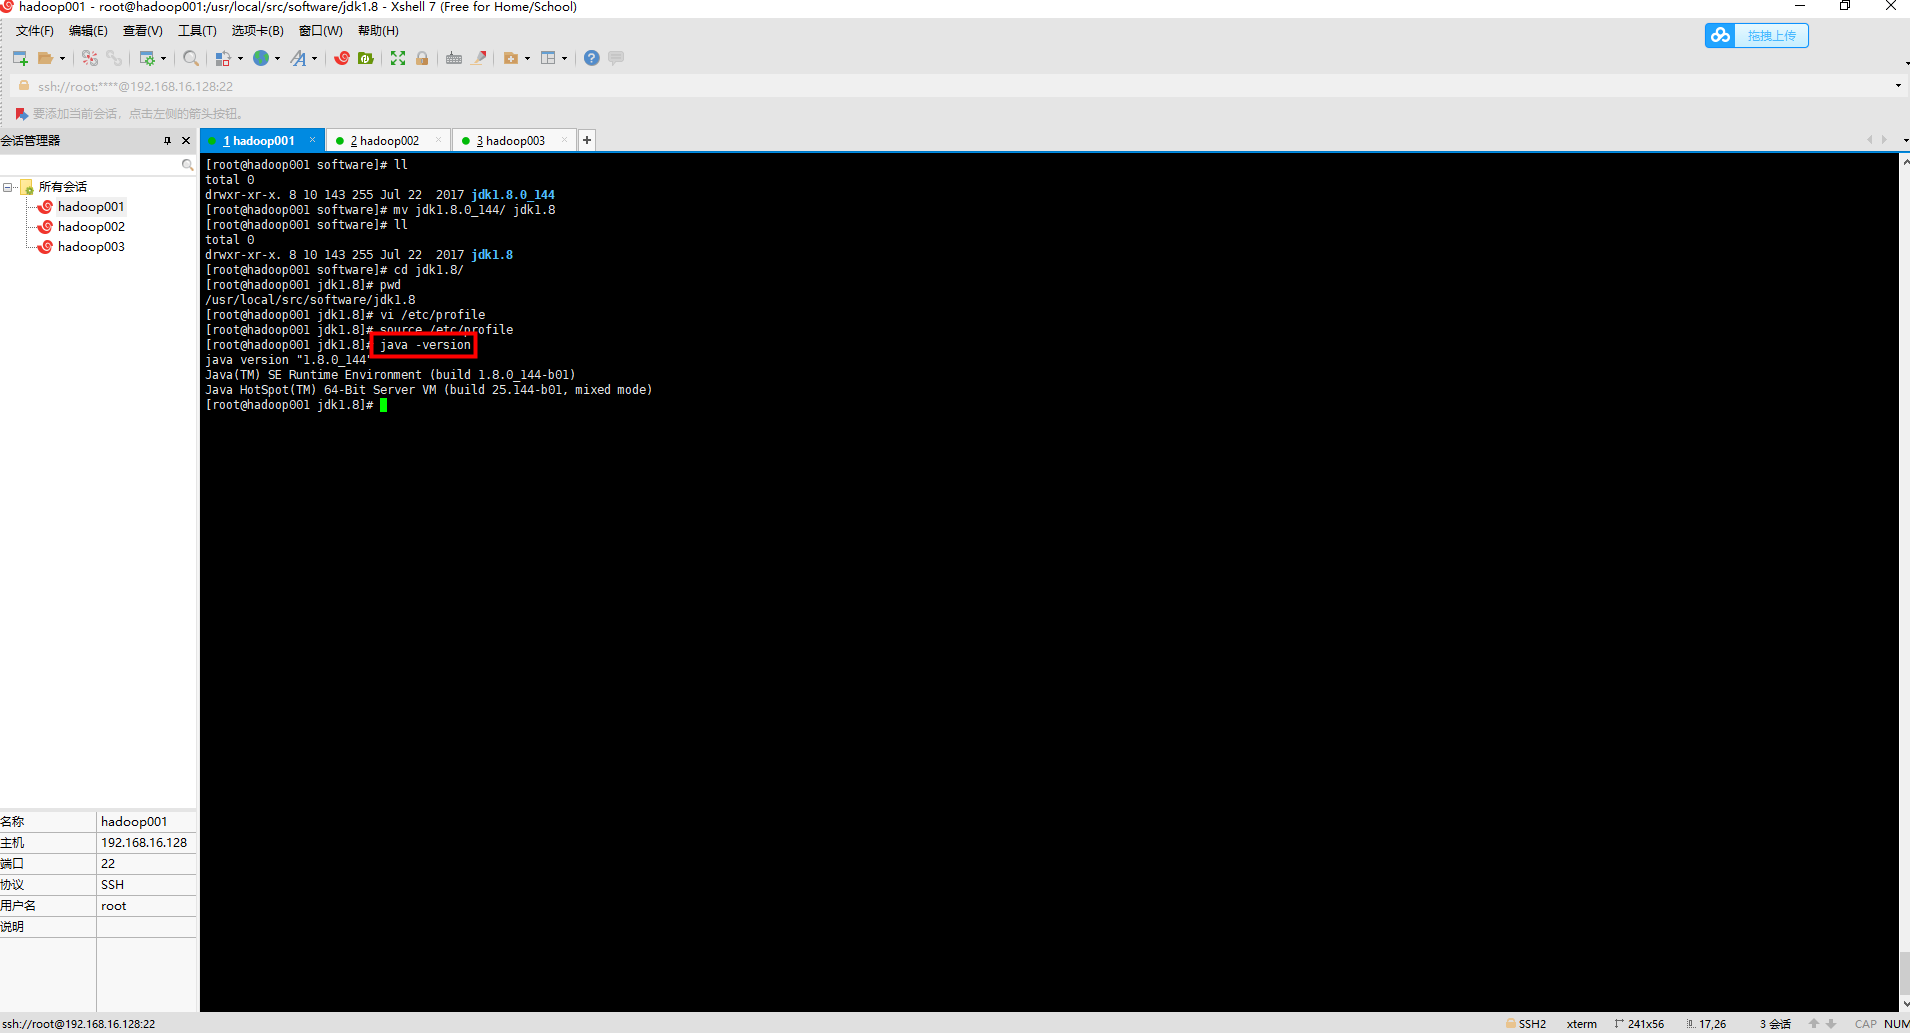 hadoop001 - root@hadoop001:/usr/local/src/software/jdk1.8 - Xshell 7 (Free for Home/School)
文件(F) 编辑(E) 查看(V) 工具(T) 选项卡(B) 窗口(W) 帮助(H)
拖拽上传
ssh://root:****@192.168.16.128:22
要添加当前会话，点击左侧的箭头按钮。
会话管理器
1 hadoop001
2 hadoop002
3 hadoop003
所有会话
hadoop001
hadoop002
hadoop003
[root@hadoop001 software]# ll
total 0
drwxr-xr-x. 8 10 143 255 Jul 22  2017 jdk1.8.0_144
[root@hadoop001 software]# mv jdk1.8.0_144/ jdk1.8
[root@hadoop001 software]# ll
total 0
drwxr-xr-x. 8 10 143 255 Jul 22  2017 jdk1.8
[root@hadoop001 software]# cd jdk1.8/
[root@hadoop001 jdk1.8]# pwd
/usr/local/src/software/jdk1.8
[root@hadoop001 jdk1.8]# vi /etc/profile
[root@hadoop001 jdk1.8]# source /etc/profile
[root@hadoop001 jdk1.8]# java -version
java version "1.8.0_144"
Java(TM) SE Runtime Environment (build 1.8.0_144-b01)
Java HotSpot(TM) 64-Bit Server VM (build 25.144-b01, mixed mode)
[root@hadoop001 jdk1.8]#
名称 hadoop001
主机 192.168.16.128
端口 22
协议 SSH
用户名 root
说明
ssh://root@192.168.16.128:22
SSH2 xterm 241x56 17,26 3 会话 CAP NUM